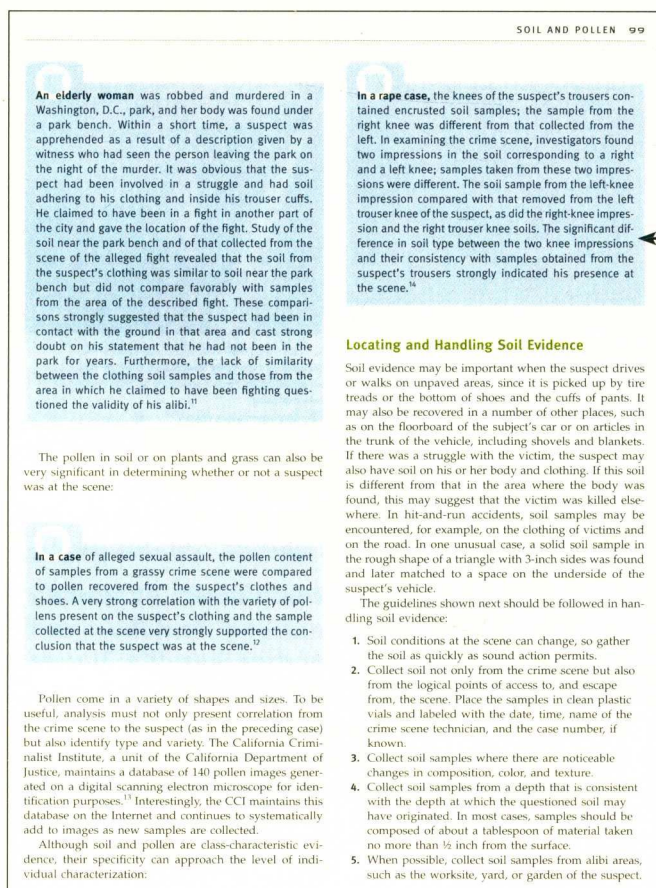 SOIL AND POLLEN 99
An elderly woman was robbed and murdered in a
Washington, D.C., park, and her body was found under
a park bench. Within a short time, a suspect was
apprehended as a result of a description given by a
witness who had seen the person leaving the park on
the night of the murder. It was obvious that the sus-
pect had been involved in a struggle and had soil
adhering to his clothing and inside his trouser cuffs.
He claimed to have been in a fight in another part of
the city and gave the location of the fight. Study of the
soil near the park bench and of that collected from the
scene of the alleged fight revealed that the soil from
the suspect's clothing was similar to soil near the park
bench but did not compare favorably with samples
from the area of the described fight. These compari-
sons strongly suggested that the suspect had been in
contact with the ground in that area and cast strong
doubt on his statement that he had not been in the
park for years. Furthermore, the lack of similarity
between the clothing soil samples and those from the
area in which he claimed to have been fighting ques-
tioned the validity of his alibi.11
The pollen in soil or on plants and grass can also be
very significant in determining whether or not a suspect
was at the scene:
In a case of alleged sexual assault, the pollen content
of samples from a grassy crime scene were compared
to pollen recovered from the suspect's clothes and
shoes. A very strong correlation with the variety of pol-
lens present on the suspect's clothing and the sample
collected at the scene very strongly supported the con-
clusion that the suspect was at the scene.12
Pollen come in a variety of shapes and sizes. To be
useful, analysis must not only present correlation from
the crime scene to the suspect (as in the preceding case)
but also identify type and variety. The California Crimi-
nalist Institute, a unit of the California Department of
Justice, maintains a database of 140 pollen images gener-
ated on a digital scanning electron microscope for iden-
tification purposes.13 Interestingly, the CCI maintains this
database on the Internet and continues to systematically
add to images as new samples are collected.
Although soil and pollen are class-characteristic evi-
dence, their specificity can approach the level of indi-
vidual characterization:
In a rape case, the knees of the suspect's trousers con-
tained encrusted soil samples; the sample from the
right knee was different from that collected from the
left. In examining the crime scene, investigators found
two impressions in the soil corresponding to a right
and a left knee; samples taken from these two impres-
sions were different. The soil sample from the left-knee
impression compared with that removed from the left
trouser knee of the suspect, as did the right-knee impres-
sion and the right trouser knee soils. The significant dif-
ference in soil type between the two knee impressions
and their consistency with samples obtained from the
suspect's trousers strongly indicated his presence at
the scene.14
Locating and Handling Soil Evidence
Soil evidence may be important when the suspect drives
or walks on unpaved areas, since it is picked up by tire
treads or the bottom of shoes and the cuffs of pants. It
may also be recovered in a number of other places, such
as on the floorboard of the subject's car or on articles in
the trunk of the vehicle, including shovels and blankets.
If there was a struggle with the victim, the suspect may
also have soil on his or her body and clothing. If this soil
is different from that in the area where the body was
found, this may suggest that the victim was killed else-
where. In hit-and-run accidents, soil samples may be
encountered, for example, on the clothing of victims and
on the road. In one unusual case, a solid soil sample in
the rough shape of a triangle with 3-inch sides was found
and later matched to a space on the underside of the
suspect's vehicle.
The guidelines shown next should be followed in han-
dling soil evidence:
1. Soil conditions at the scene can change, so gather
the soil as quickly as sound action permits.
2. Collect soil not only from the crime scene but also
from the logical points of access to, and escape
from, the scene. Place the samples in clean plastic
vials and labeled with the date, time, name of the
crime scene technician, and the case number, if
known.
3. Collect soil samples where there are noticeable
changes in composition, color, and texture.
4. Collect soil samples from a depth that is consistent
with the depth at which the questioned soil may
have originated. In most cases, samples should be
composed of about a tablespoon of material taken
no more than ½ inch from the surface.
5. When possible, collect soil samples from alibi areas,
such as the worksite, yard, or garden of the suspect.